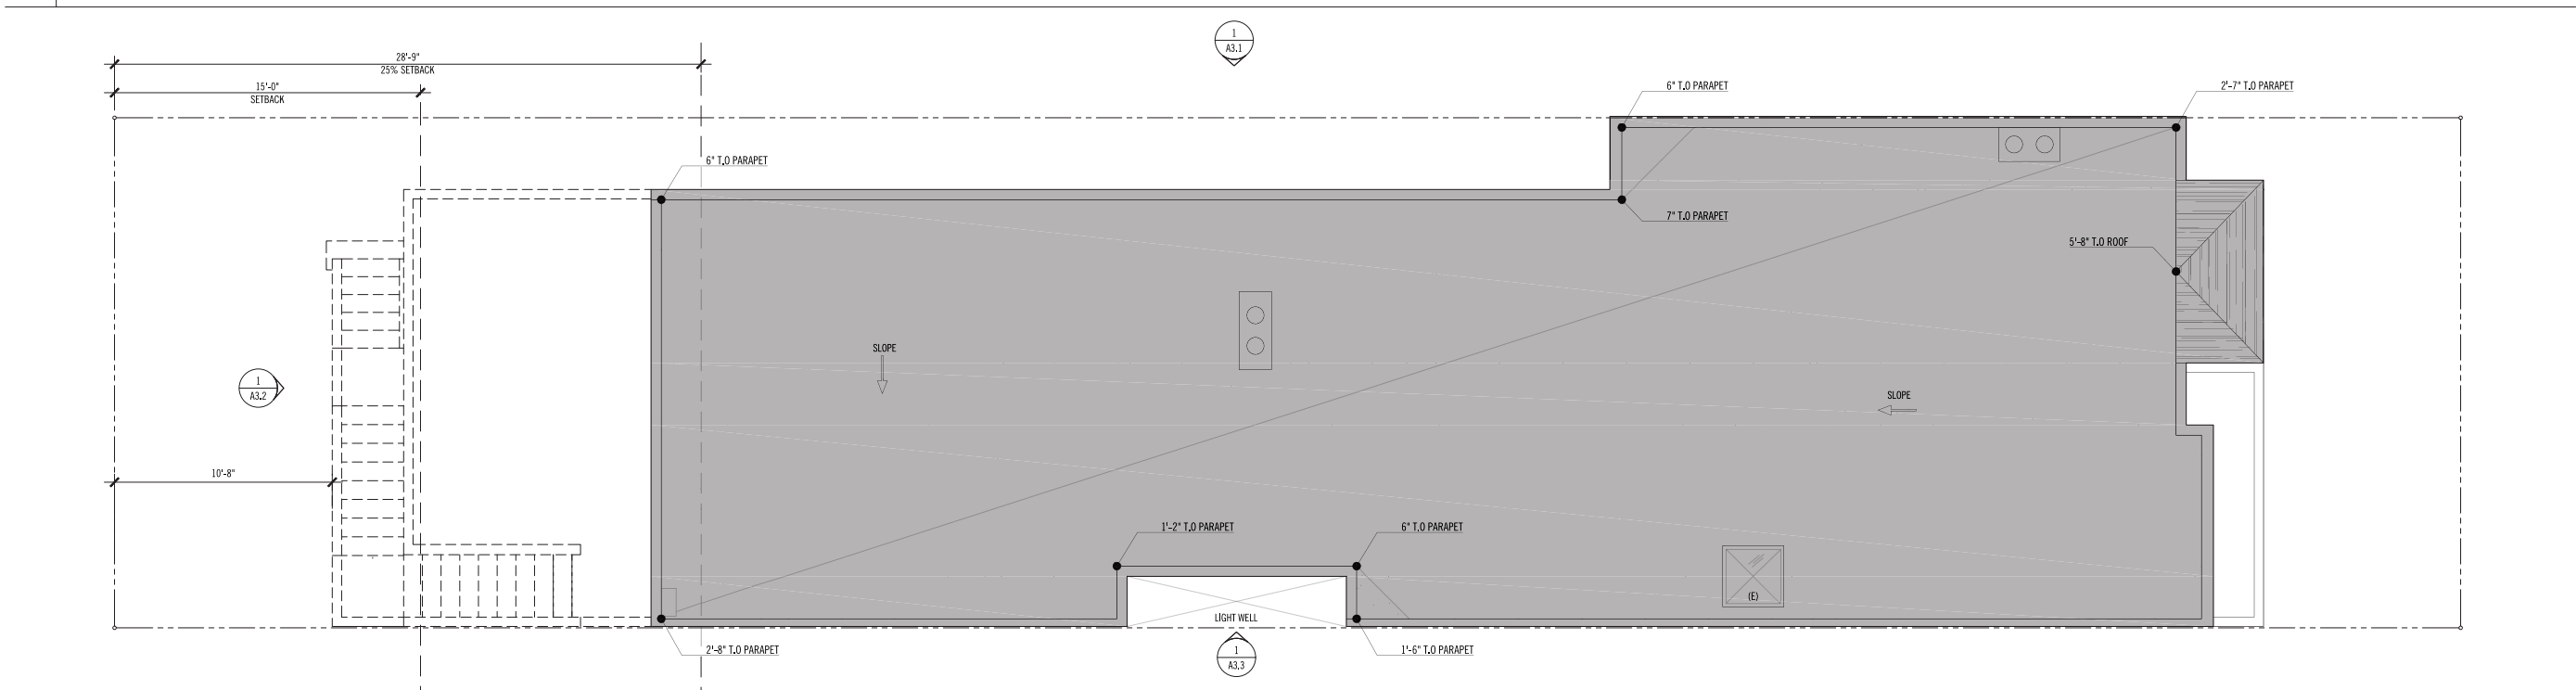 1
A3.1
28'-9"
25% SETBACK
15'-0"
SETBACK
6" T.O PARAPET
2'-7" T.O PARAPET
6" T.O PARAPET
7" T.O PARAPET
5'-8" T.O ROOF
SLOPE
1
A3.2
SLOPE
10'-8"
1'-2" T.O PARAPET
6" T.O PARAPET
(E)
LIGHT WELL
2'-8" T.O PARAPET
1
A3.3
1'-6" T.O PARAPET